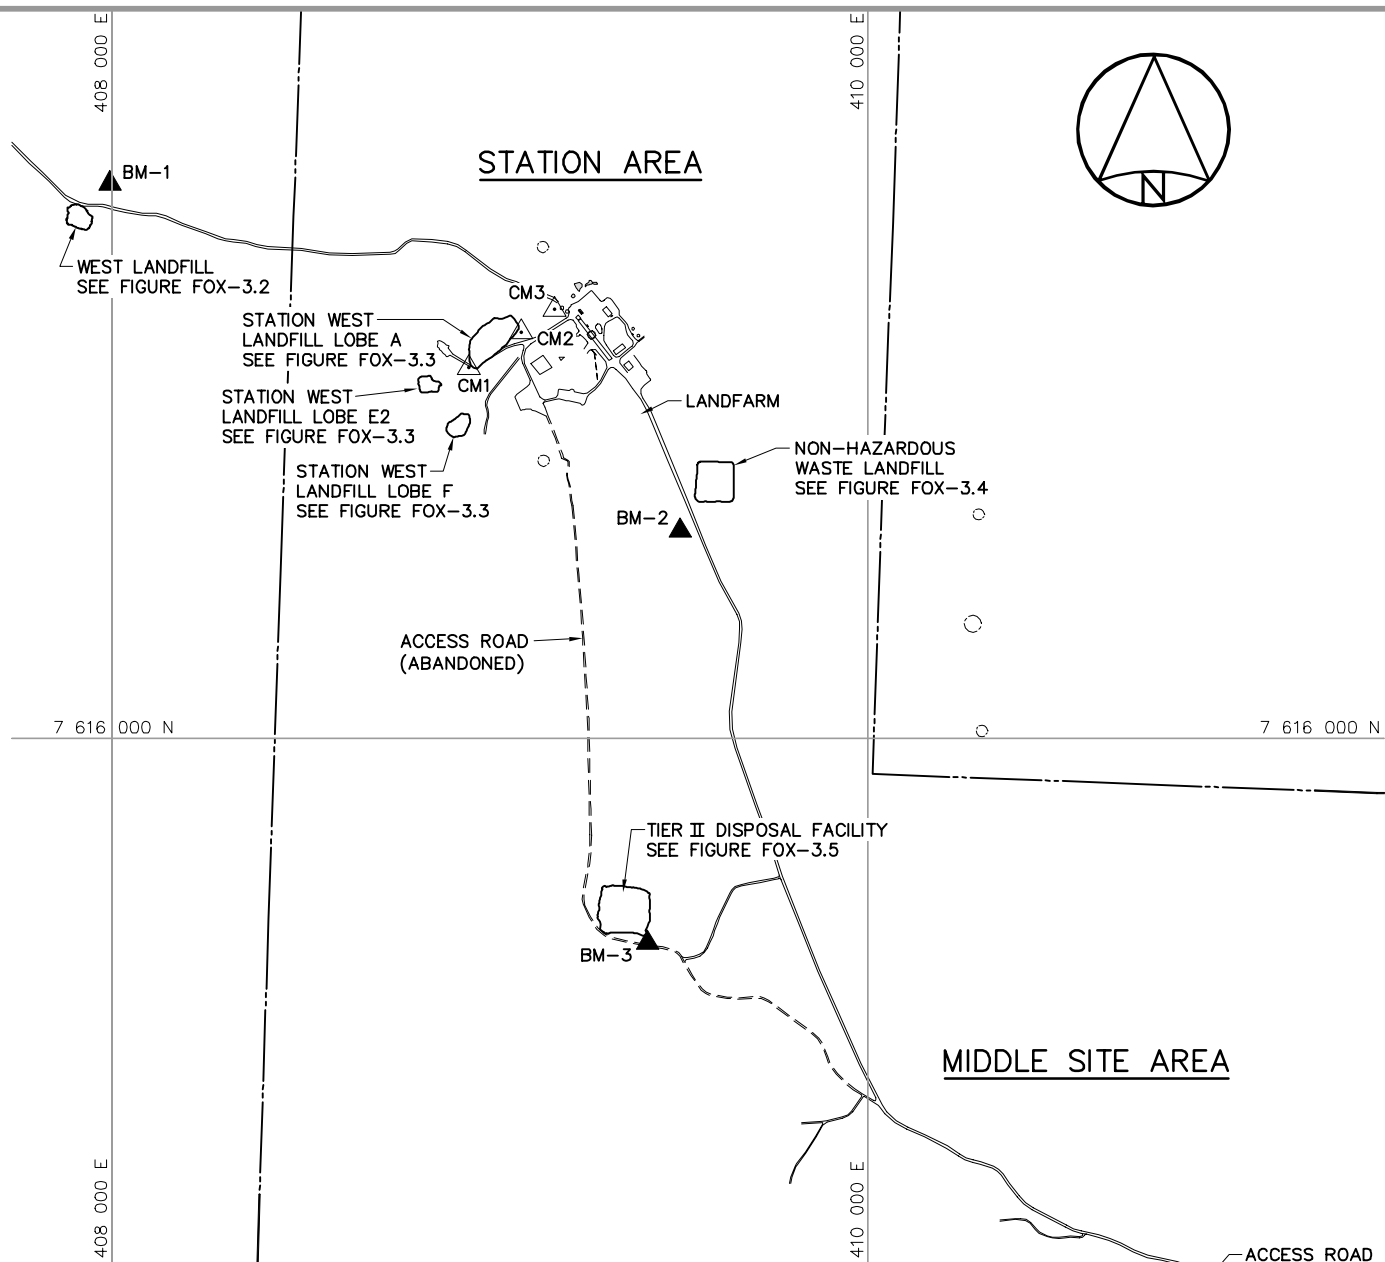 408 000 E
410 000 E
N
STATION AREA
BM-1
WEST LANDFILL
SEE FIGURE FOX-3.2
CM3
STATION WEST
LANDFILL LOBE A
SEE FIGURE FOX-3.3
CM2
CM1
STATION WEST
LANDFILL LOBE E2
SEE FIGURE FOX-3.3
LANDFARM
STATION WEST
LANDFILL LOBE F
SEE FIGURE FOX-3.3
NON-HAZARDOUS
WASTE LANDFILL
SEE FIGURE FOX-3.4
BM-2
ACCESS ROAD
(ABANDONED)
7 616 000 N
7 616 000 N
TIER II DISPOSAL FACILITY
SEE FIGURE FOX-3.5
BM-3
MIDDLE SITE AREA
408 000 E
410 000 E
ACCESS ROAD